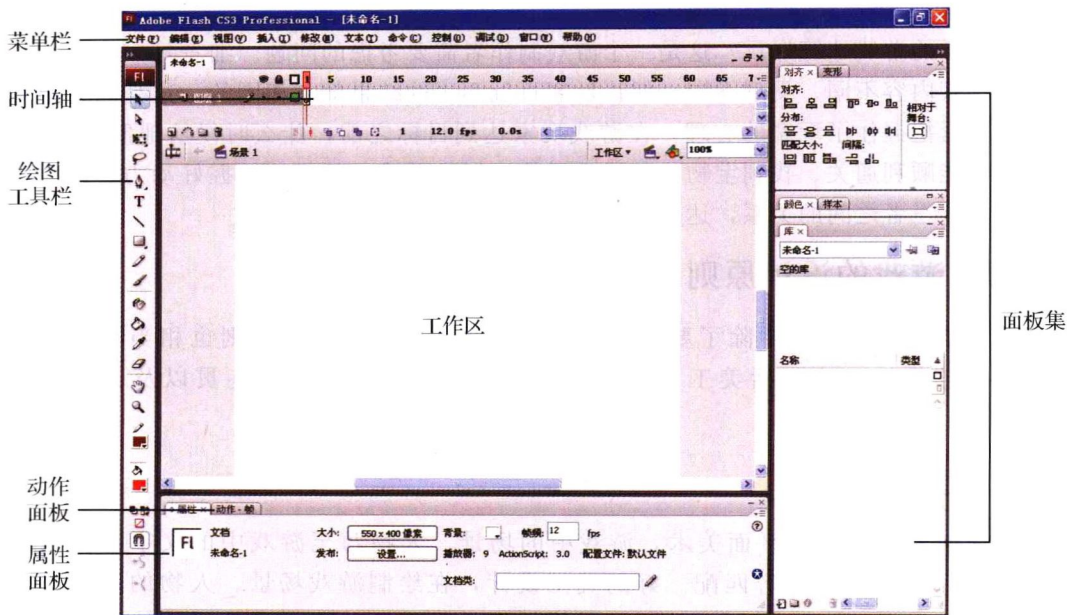 Adobe Flash CS3 Professional - [未命名-1]
菜单栏
文件(F) 编辑(E) 视图(V) 插入(I) 修改(M) 文本(T) 命令(C) 控制(O) 调试(D) 窗口(W) 帮助(H)
未命名-1
Fl
时间轴
5 10 15 20 25 30 35 40 45 50 55 60 65
1 12.0 fps 0.0s
场景 1
工作区 100%
绘图
工具栏
T
工作区
对齐 × 变形
对齐:
相对于
舞台:
分布:
匹配大小: 间隔:
颜色 × 样本
库 ×
未命名-1
空的库
名称 类型
面板集
动作
面板
属性 × 动作 - 帧
属性
面板
Fl
文档
未命名-1
大小: 550 x 400 像素 背景: 帧频: 12 fps
发布: 设置... 播放器: 9 ActionScript: 3.0 配置文件: 默认文件
文档类: